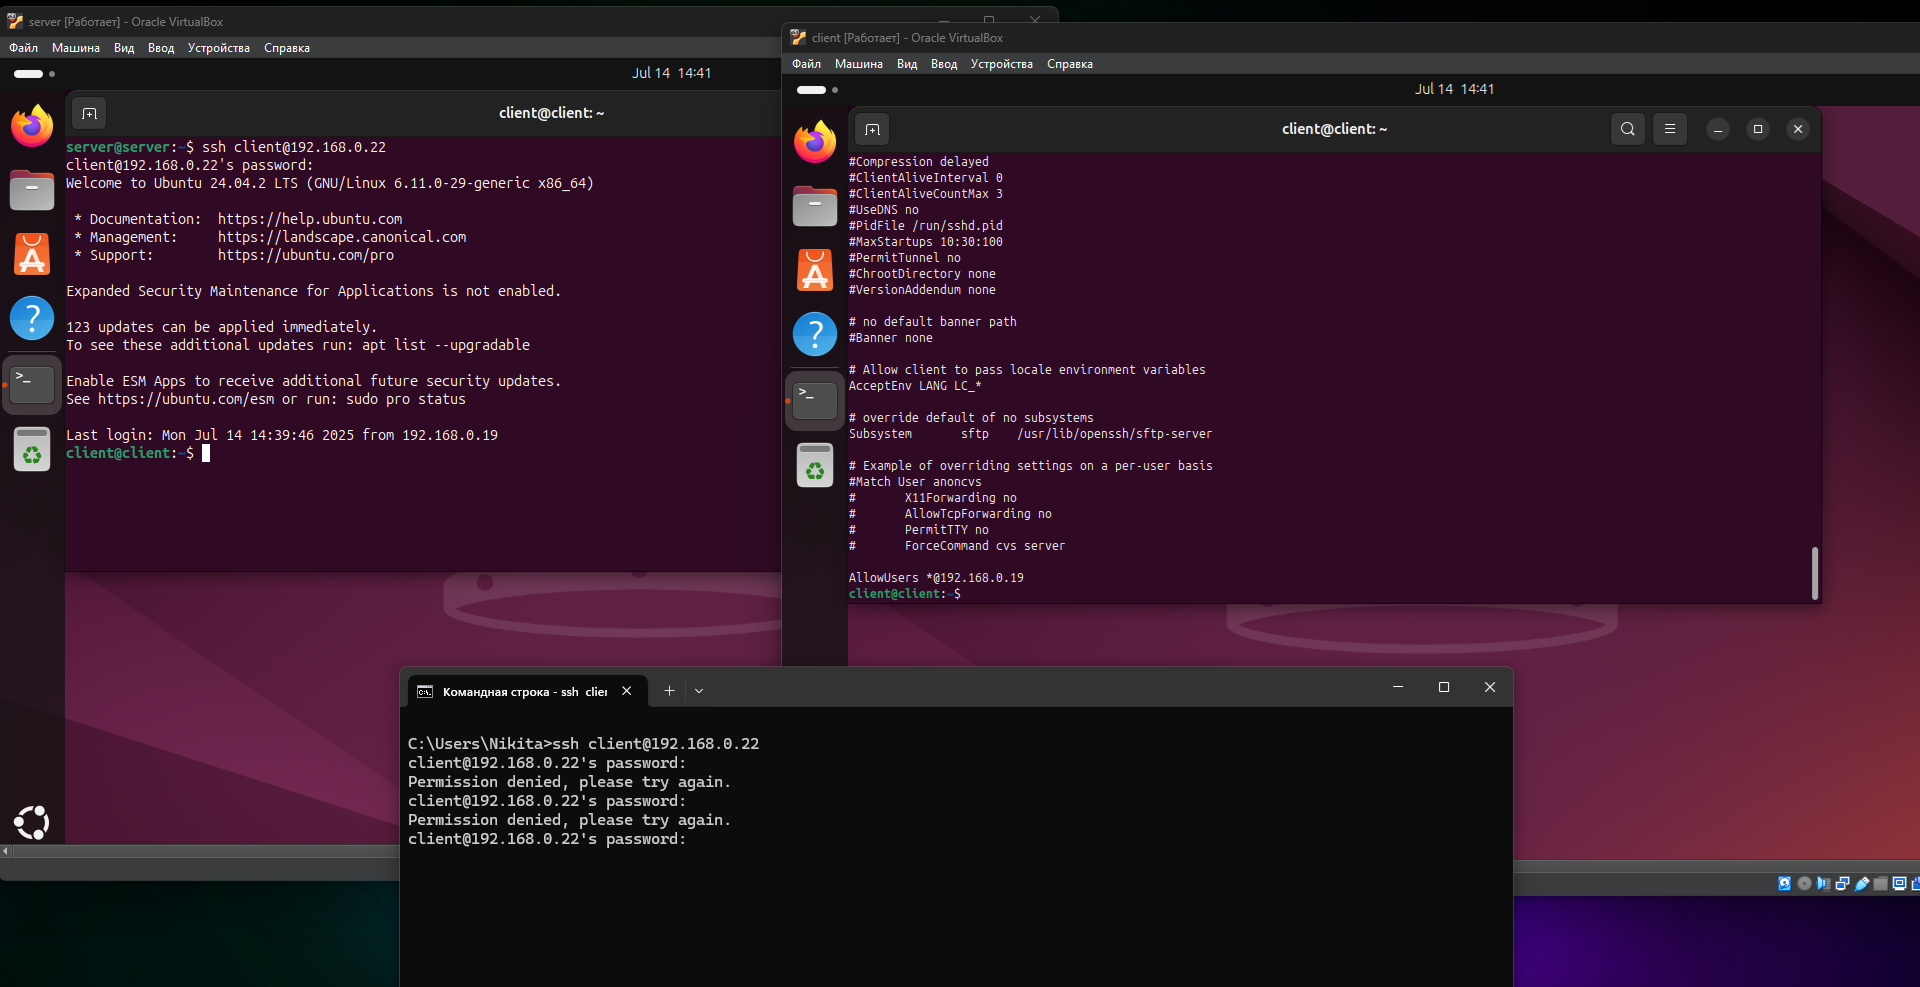 server [Работает] - Oracle VirtualBox
Файл Машина Вид Ввод Устройства Справка
Jul 14 14:41
client@client: ~
server@server:~$ ssh client@192.168.0.22
client@192.168.0.22's password:
Welcome to Ubuntu 24.04.2 LTS (GNU/Linux 6.11.0-29-generic x86_64)
* Documentation: https://help.ubuntu.com
* Management: https://landscape.canonical.com
* Support: https://ubuntu.com/pro
Expanded Security Maintenance for Applications is not enabled.
123 updates can be applied immediately.
To see these additional updates run: apt list --upgradable
Enable ESM Apps to receive additional future security updates.
See https://ubuntu.com/esm or run: sudo pro status
Last login: Mon Jul 14 14:39:46 2025 from 192.168.0.19
client@client:~$
client [Работает] - Oracle VirtualBox
Файл Машина Вид Ввод Устройства Справка
Jul 14 14:41
client@client: ~
#Compression delayed
#ClientAliveInterval 0
#ClientAliveCountMax 3
#UseDNS no
#PidFile /run/sshd.pid
#MaxStartups 10:30:100
#PermitTunnel no
#ChrootDirectory none
#VersionAddendum none
# no default banner path
#Banner none
# Allow client to pass locale environment variables
AcceptEnv LANG LC_*
# override default of no subsystems
Subsystem sftp /usr/lib/openssh/sftp-server
# Example of overriding settings on a per-user basis
#Match User anoncvs
# X11Forwarding no
# AllowTcpForwarding no
# PermitTTY no
# ForceCommand cvs server
AllowUsers *@192.168.0.19
client@client:~$
Командная строка - ssh clier
C:\Users\Nikita>ssh client@192.168.0.22
client@192.168.0.22's password:
Permission denied, please try again.
client@192.168.0.22's password:
Permission denied, please try again.
client@192.168.0.22's password: